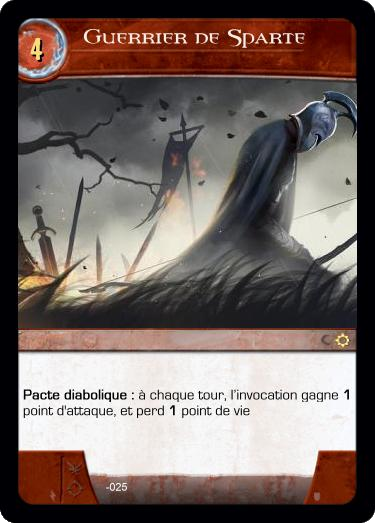 4
Guerrier de Sparte
Pacte diabolique : à chaque tour, l'invocation gagne 1
point d'attaque, et perd 1 point de vie
-025